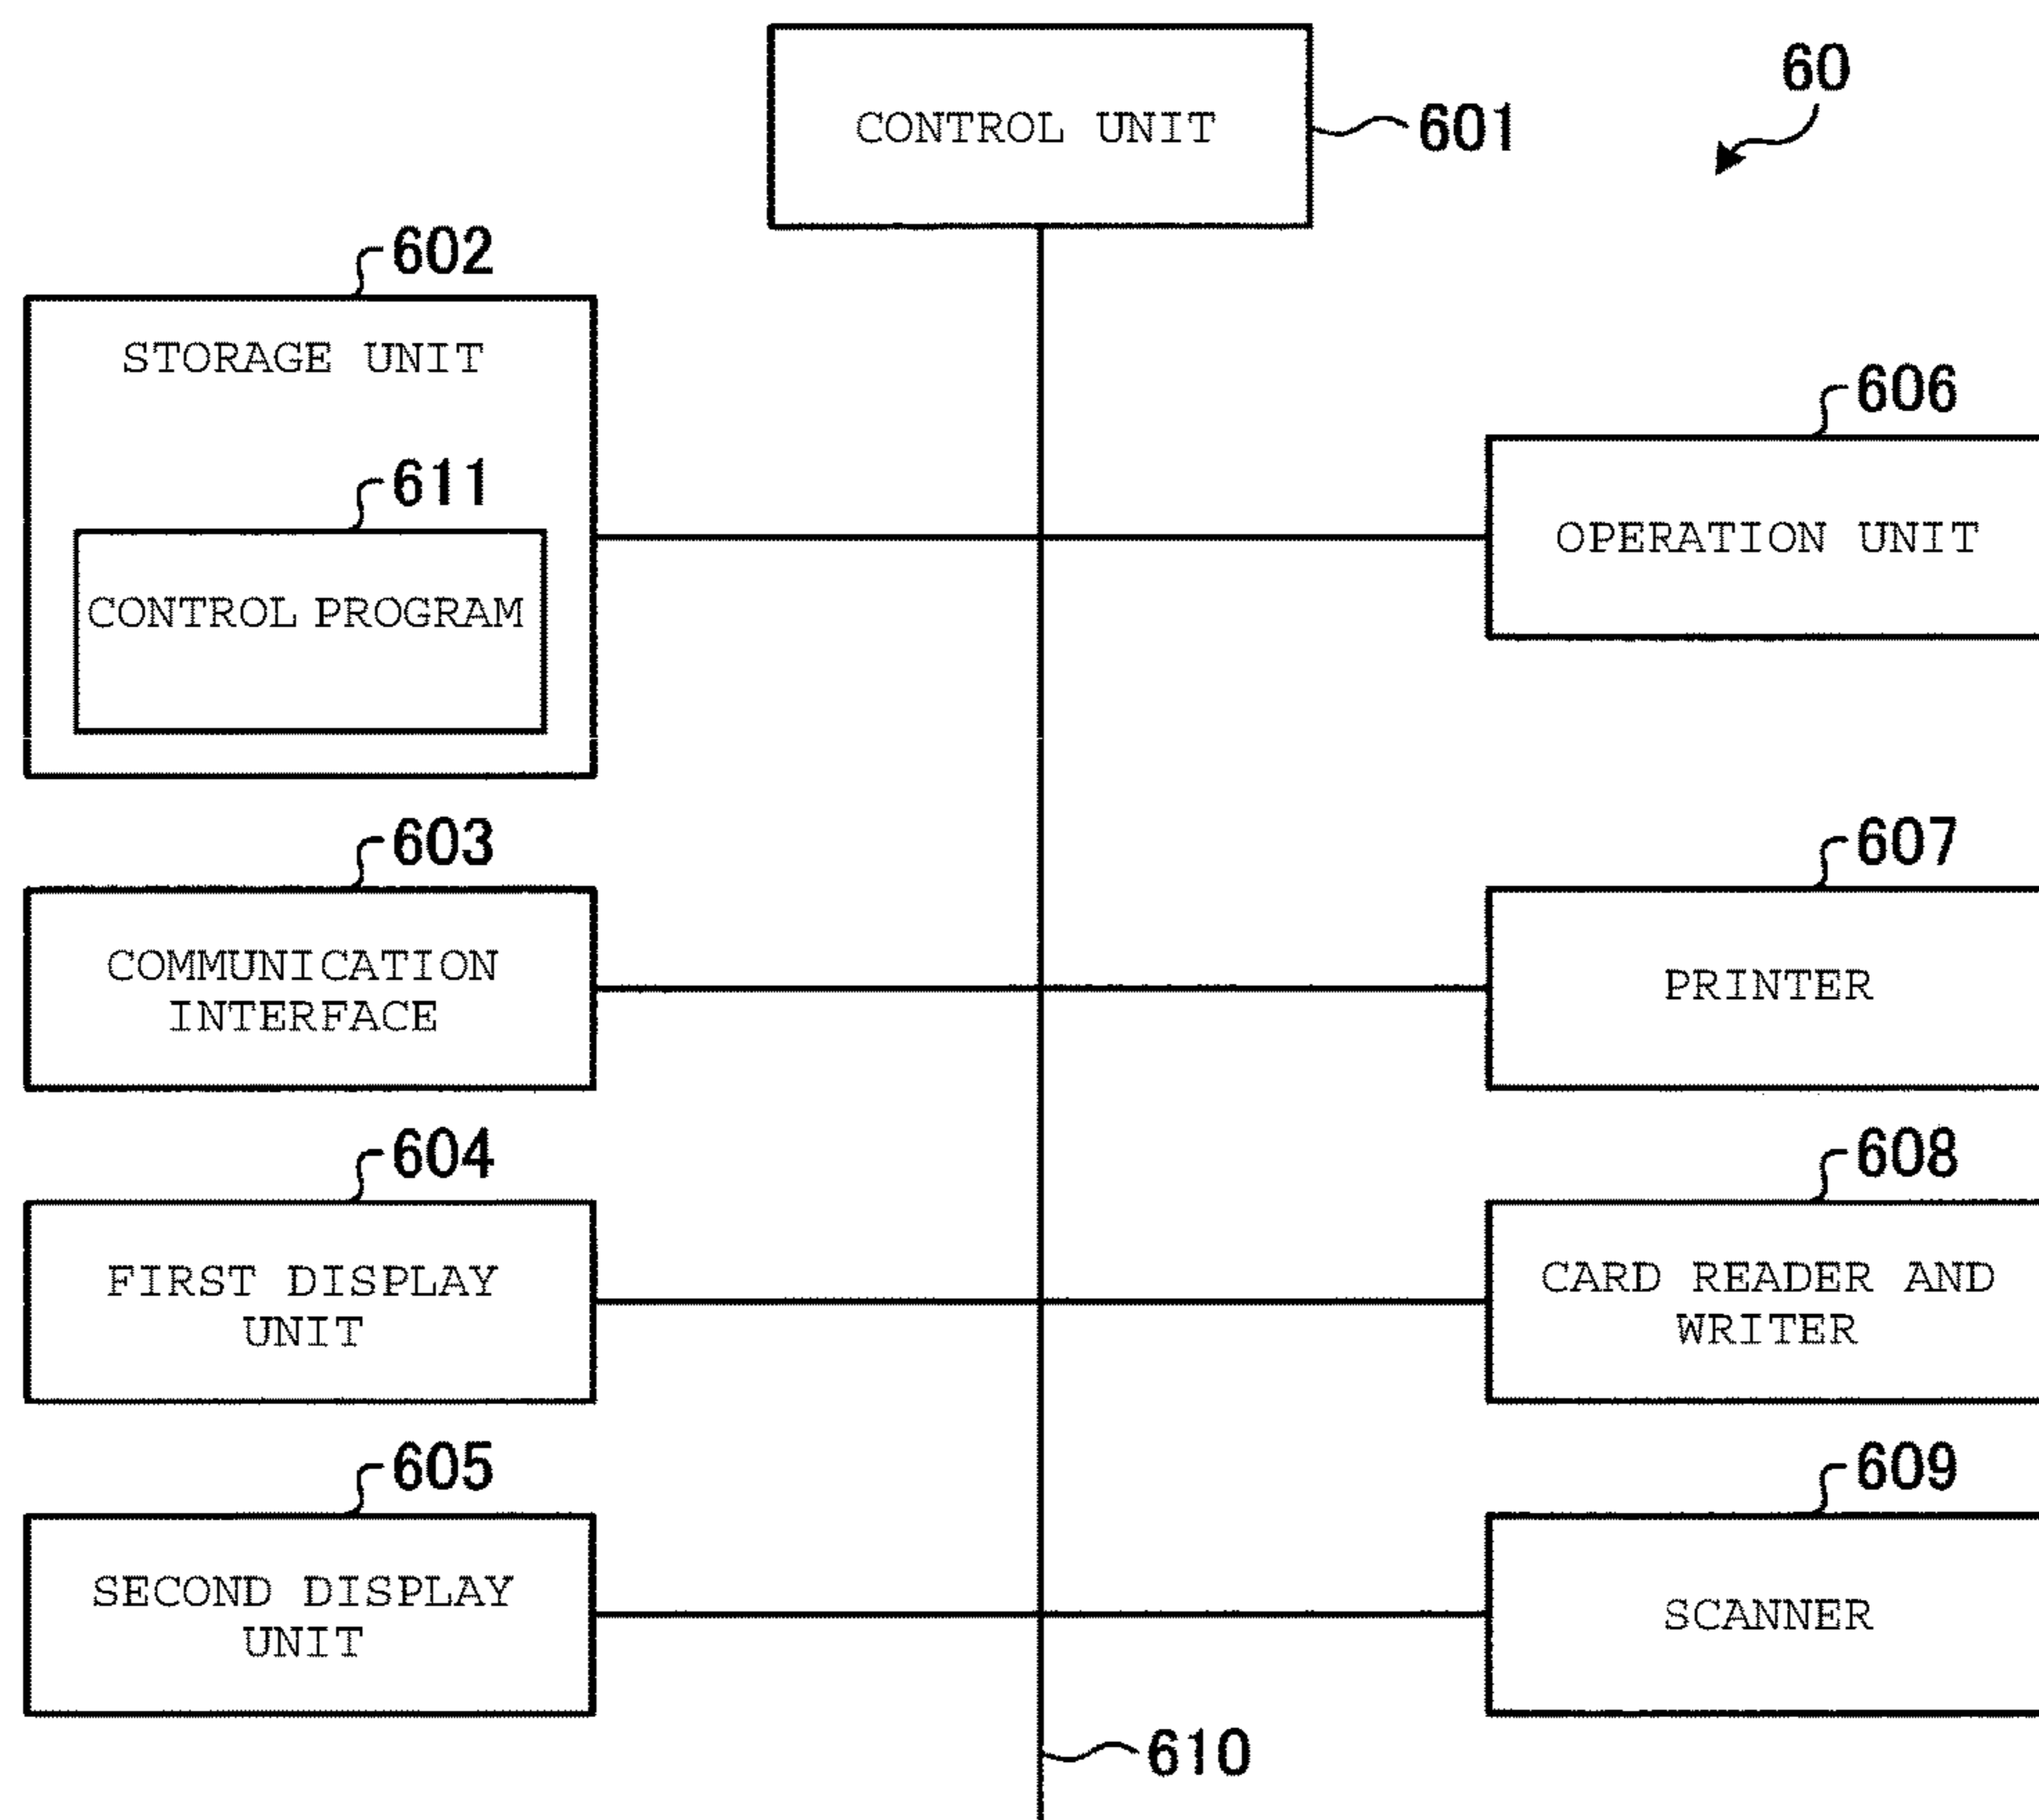 60
CONTROL UNIT
601
602
STORAGE UNIT
611
CONTROL PROGRAM
606
OPERATION UNIT
603
COMMUNICATION
INTERFACE
607
PRINTER
604
FIRST DISPLAY
UNIT
608
CARD READER AND
WRITER
605
SECOND DISPLAY
UNIT
609
SCANNER
610